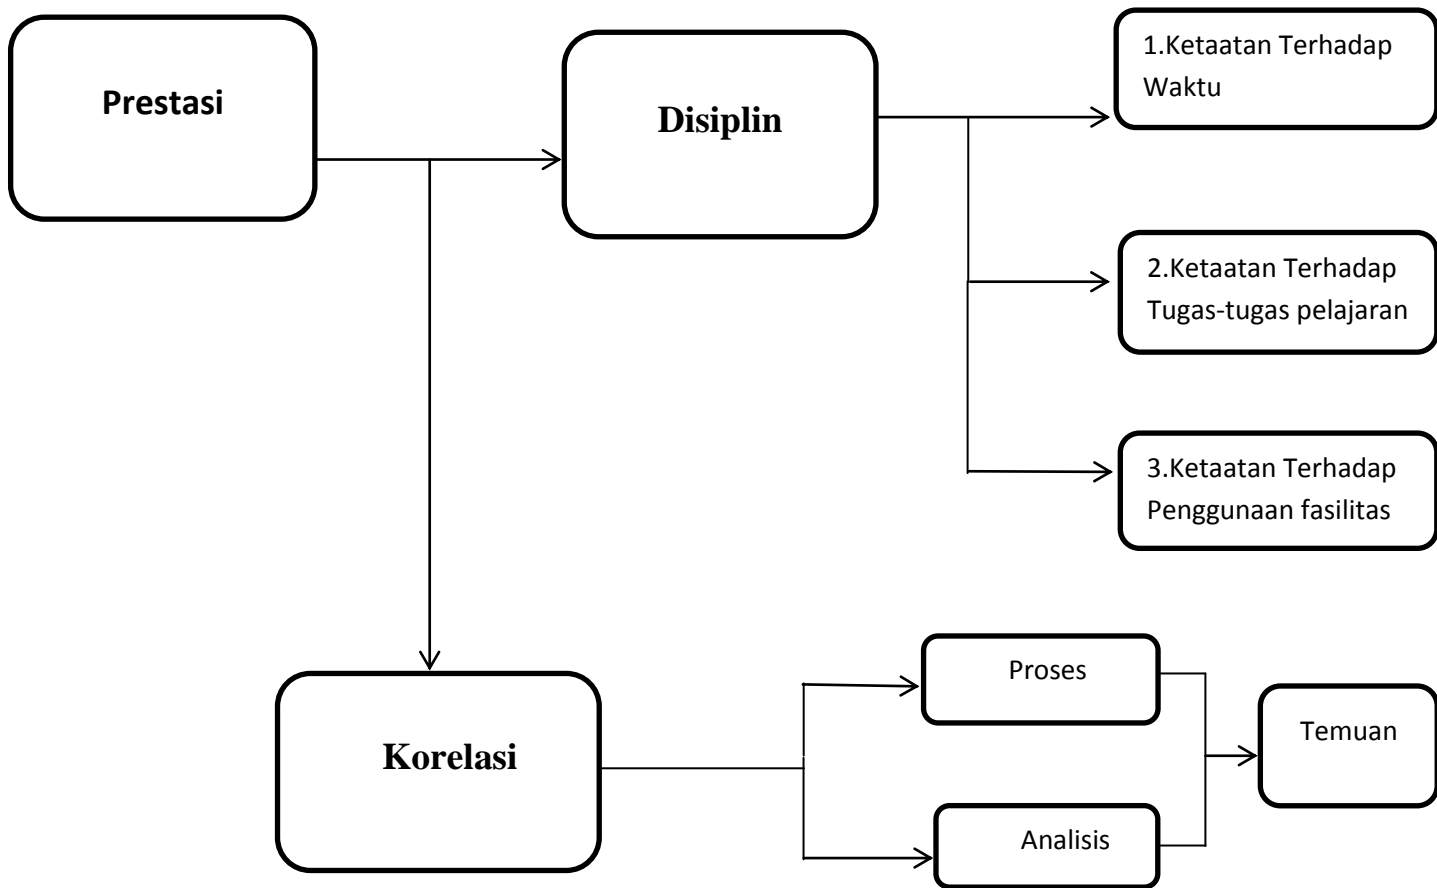 Prestasi
Disiplin
1.Ketaatan Terhadap
Waktu
2.Ketaatan Terhadap
Tugas-tugas pelajaran
3.Ketaatan Terhadap
Penggunaan fasilitas
Korelasi
Proses
Analisis
Temuan